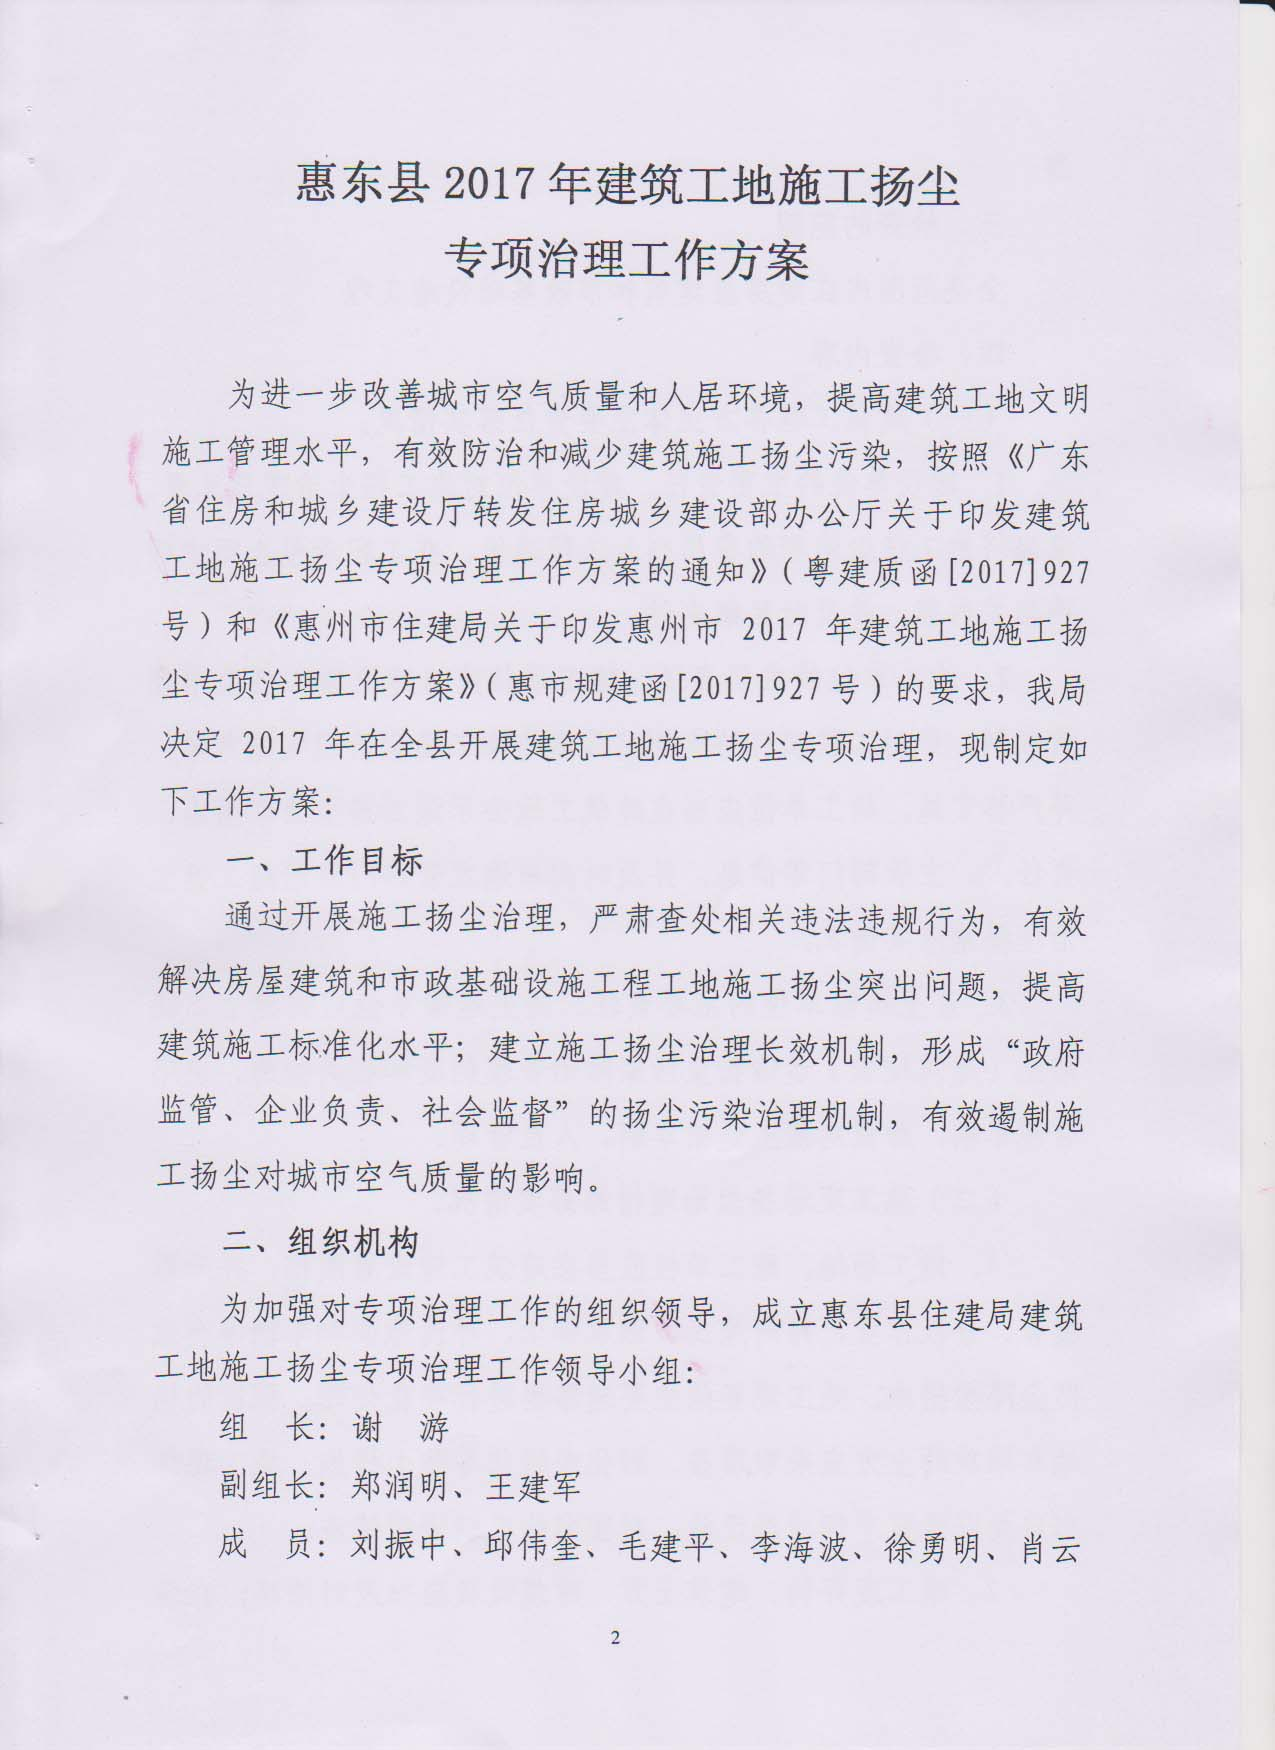 惠东县 2017 年建筑工地施工扬尘
专项治理工作方案
为进一步改善城市空气质量和人居环境，提高建筑工地文明
施工管理水平，有效防治和减少建筑施工扬尘污染，按照《广东
省住房和城乡建设厅转发住房城乡建设部办公厅关于印发建筑
工地施工扬尘专项治理工作方案的通知》（粤建质函[2017]927
号）和《惠州市住建局关于印发惠州市 2017 年建筑工地施工扬
尘专项治理工作方案》（惠市规建函[2017]927 号）的要求，我局
决定 2017 年在全县开展建筑工地施工扬尘专项治理，现制定如
下工作方案：
一、工作目标
通过开展施工扬尘治理，严肃查处相关违法违规行为，有效
解决房屋建筑和市政基础设施工程工地施工扬尘突出问题，提高
建筑施工标准化水平；建立施工扬尘治理长效机制，形成“政府
监管、企业负责、社会监督”的扬尘污染治理机制，有效遏制施
工扬尘对城市空气质量的影响。
二、组织机构
为加强对专项治理工作的组织领导，成立惠东县住建局建筑
工地施工扬尘专项治理工作领导小组：
组　长：谢　游
副组长：郑润明、王建军
成　员：刘振中、邱伟奎、毛建平、李海波、徐勇明、肖云
2